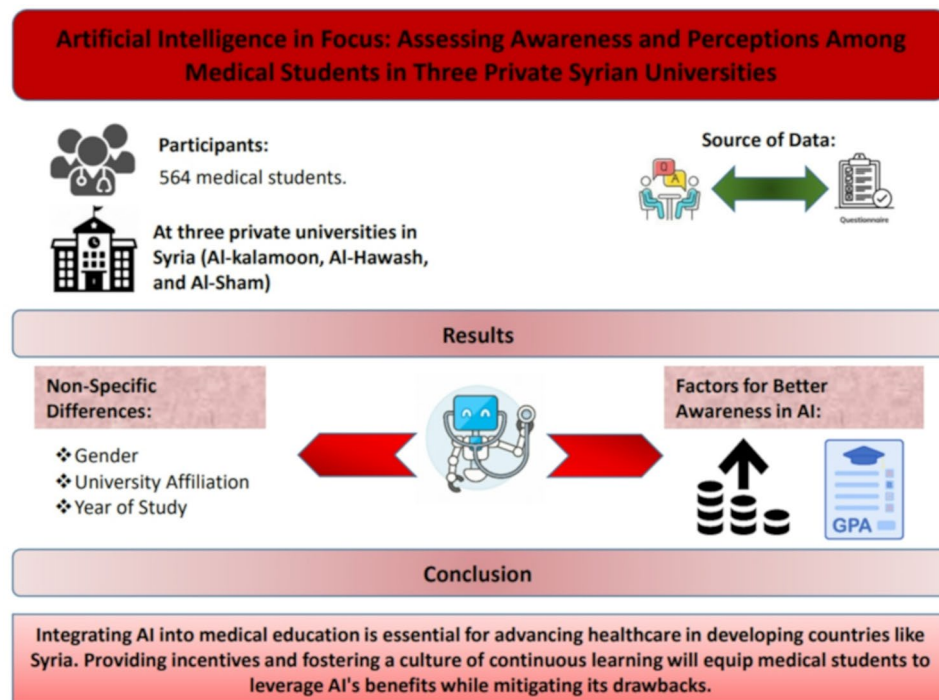 Artificial Intelligence in Focus: Assessing Awareness and Perceptions Among
Medical Students in Three Private Syrian Universities
Participants:
564 medical students.
At three private universities in
Syria (Al-kalamoon, Al-Hawash,
and Al-Sham)
Source of Data:
Q
A
Questionnaire
Results
Non-Specific
Differences:
❖Gender
❖University Affiliation
❖Year of Study
Factors for Better
Awareness in AI:
GPA
Conclusion
Integrating AI into medical education is essential for advancing healthcare in developing countries like
Syria. Providing incentives and fostering a culture of continuous learning will equip medical students to
leverage AI's benefits while mitigating its drawbacks.